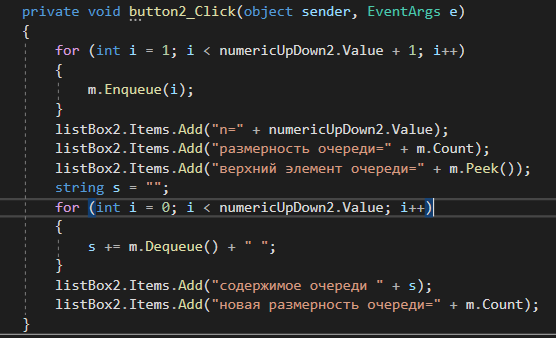 private void button2_Click(object sender, EventArgs e)
{
for (int i = 1; i < numericUpDown2.Value + 1; i++)
{
m.Enqueue(i);
}
listBox2.Items.Add("n=" + numericUpDown2.Value);
listBox2.Items.Add("размерность очереди=" + m.Count);
listBox2.Items.Add("верхний элемент очереди=" + m.Peek());
string s = "";
for (int i = 0; i < numericUpDown2.Value; i++)
{
s += m.Dequeue() + " ";
}
listBox2.Items.Add("содержимое очереди " + s);
listBox2.Items.Add("новая размерность очереди=" + m.Count);
}